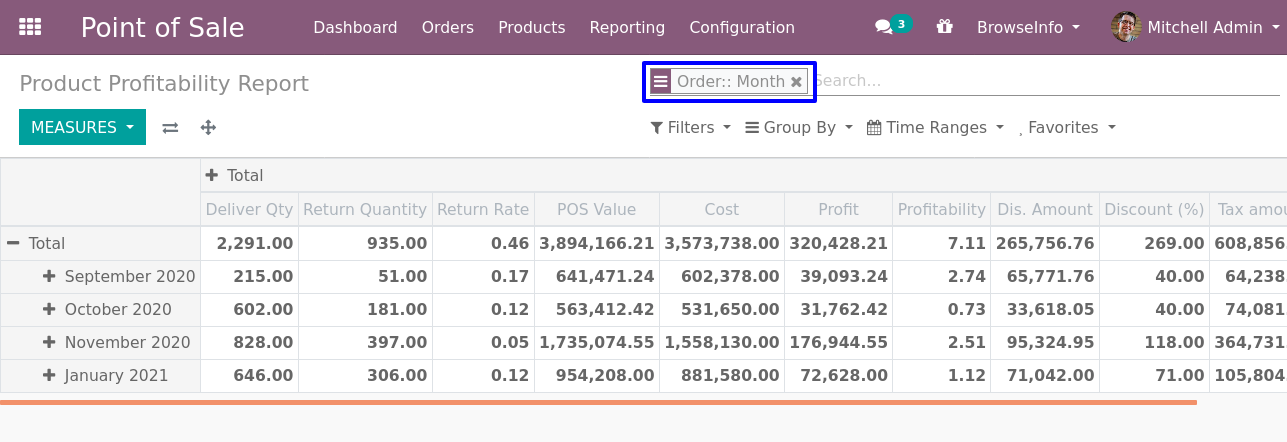 Point of Sale Dashboard Orders Products Reporting Configuration 3 BrowseInfo Mitchell Admin
Product Profitability Report Order:: Month Search...
MEASURES Filters Group By Time Ranges Favorites
Total
Deliver Qty Return Quantity Return Rate POS Value Cost Profit Profitability Dis. Amount Discount (%) Tax amou
Total 2,291.00 935.00 0.46 3,894,166.21 3,573,738.00 320,428.21 7.11 265,756.76 269.00 608,856
September 2020 215.00 51.00 0.17 641,471.24 602,378.00 39,093.24 2.74 65,771.76 40.00 64,238
October 2020 602.00 181.00 0.12 563,412.42 531,650.00 31,762.42 0.73 33,618.05 40.00 74,081
November 2020 828.00 397.00 0.05 1,735,074.55 1,558,130.00 176,944.55 2.51 95,324.95 118.00 364,731
January 2021 646.00 306.00 0.12 954,208.00 881,580.00 72,628.00 1.12 71,042.00 71.00 105,804